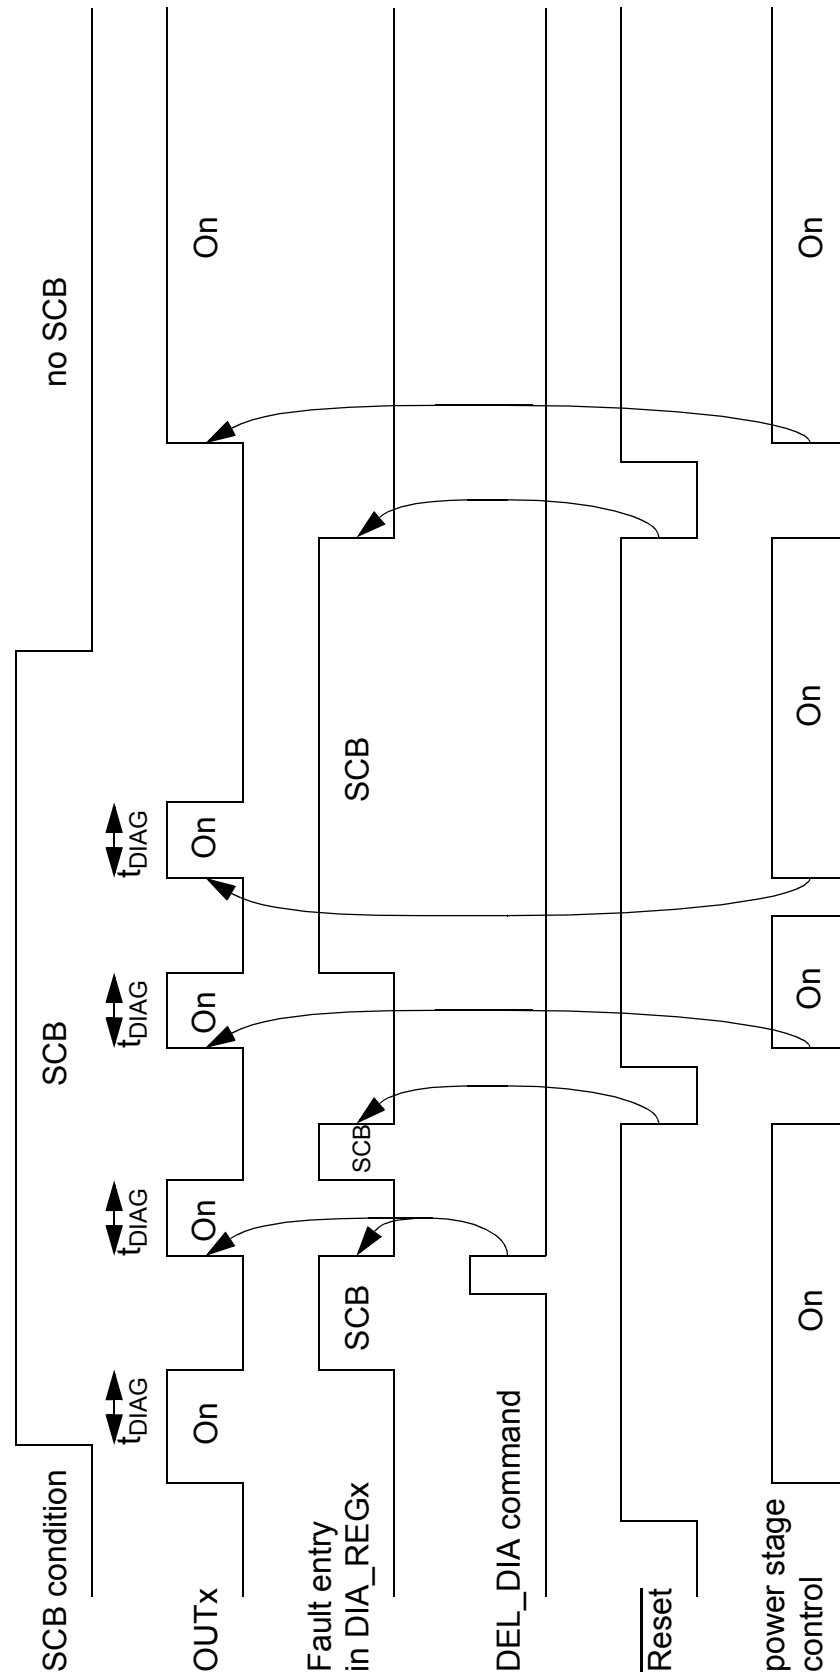 SCB condition
SCB
no SCB
t_DIAG
t_DIAG
t_DIAG
t_DIAG
OUTx
On
On
On
On
On
Fault entry
in DIA_REGx
SCB
SCB
SCB
DEL_DIA command
Reset
power stage
control
On
On
On
On